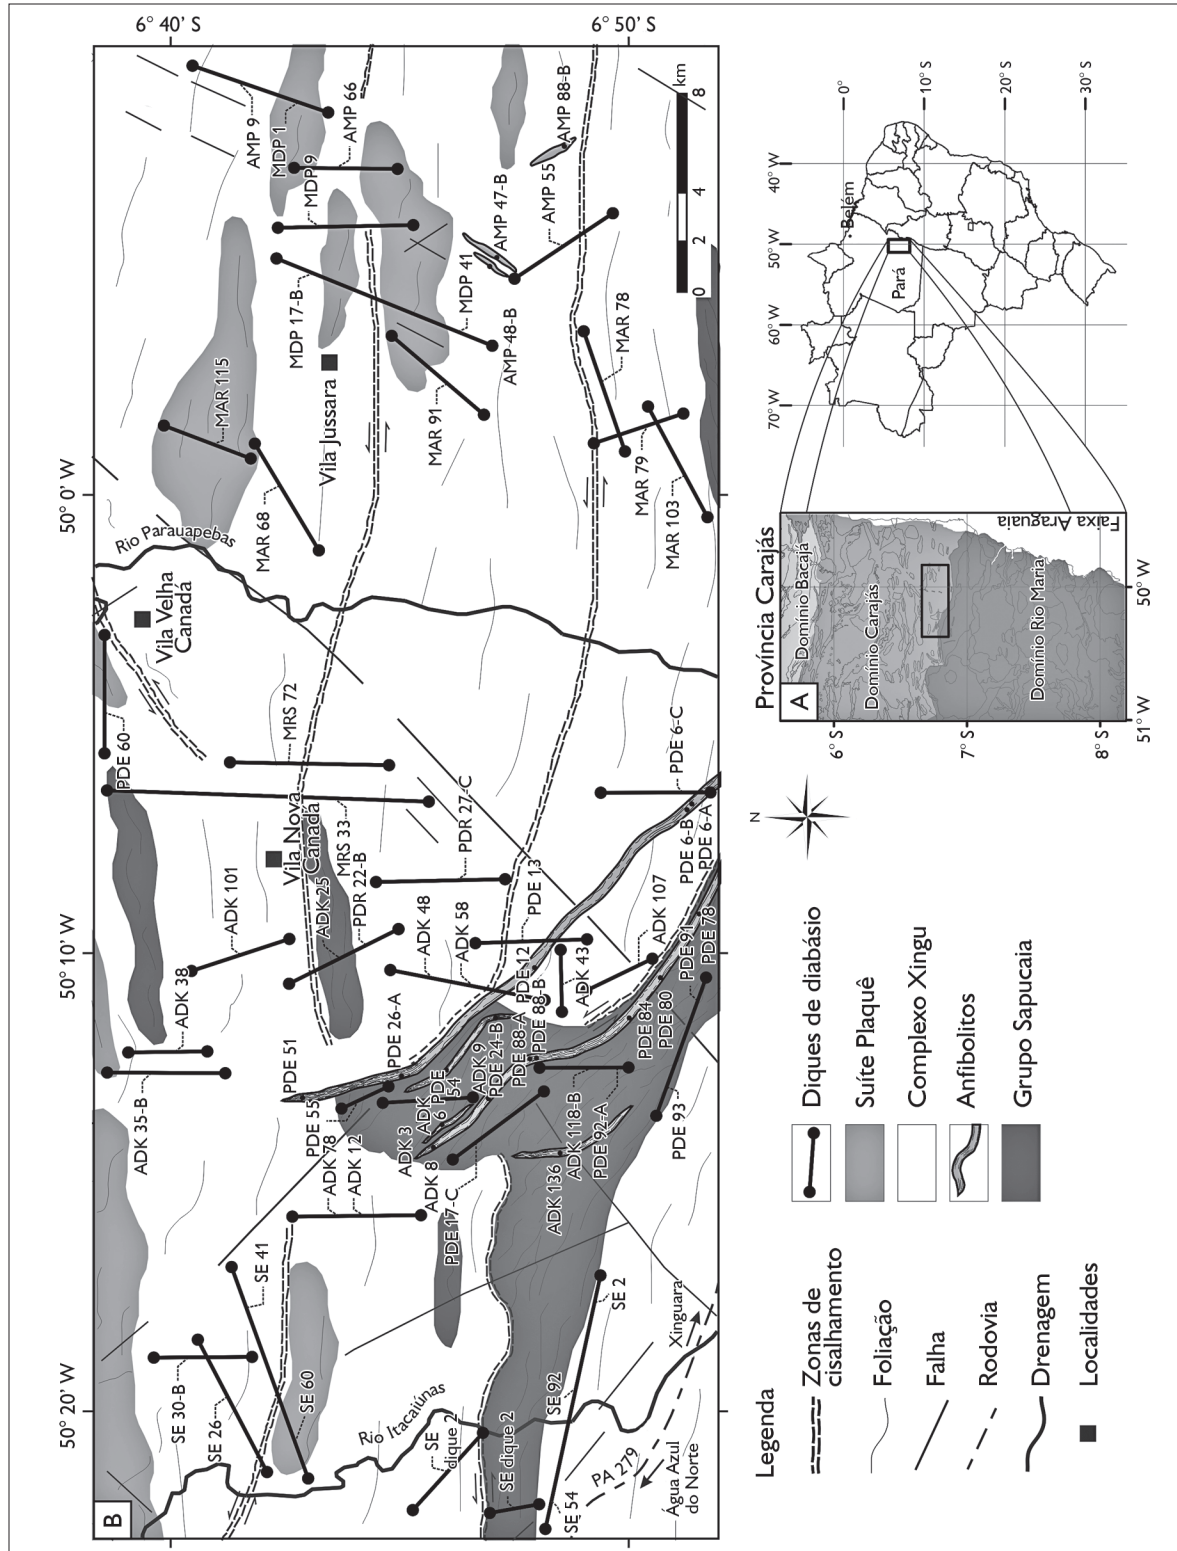 B
6° 40' S
6° 50' S
50° 0' W
50° 10' W
50° 20' W
AMP 9
MDP 1
AMP 66
MDP 9
MDP 17-B
MDP 41
AMP 47-B
AMP 48-B
AMP 55
AMP 88-B
MAR 115
MAR 68
MAR 91
MAR 78
MAR 79
MAR 103
Vila Jussara
Rio Parauapebas
Vila Velha
Canadá
PDE 60
MRS 72
Vila Nova
Canadá
MRS 33
ADK 101
ADK 25
PDR 22-B
PDR 27-C
ADK 38
ADK 35-B
ADK 48
ADK 58
PDE 13
PDE 6-C
PDE 6-B
PDE 6-A
PDE 12
PDE 88-B
ADK 43
ADK 107
PDE 91
PDE 78
PDE 84
PDE 80
PDE 26-A
PDE 51
PDE 55
ADK 78
ADK 12
ADK 3
ADK
6
PDE
54
ADK 9
PDE 24-B
PDE 88-A
ADK 8
PDE 17-C
ADK 118-B
PDE 92-A
ADK 136
PDE 93
SE 41
SE 30-B
SE 26
SE 60
Rio Itacaiúnas
SE
dique 2
SE dique 2
SE 92
SE 2
SE 54
PA 279
Água Azul
do Norte
Xinguara
0
2
4
8
km
Província Carajás
A
Domínio Bacajá
Domínio Carajás
Domínio Rio Maria
Faixa Araguaia
6° S
7° S
8° S
51° W
50° W
70° W
60° W
50° W
40° W
0°
10° S
20° S
30° S
Belém
Pará
N
Legenda
Zonas de
cisalhamento
Foliação
Falha
Rodovia
Drenagem
Localidades
Diques de diabásio
Suíte Plaquê
Complexo Xingu
Anfibolitos
Grupo Sapucaia